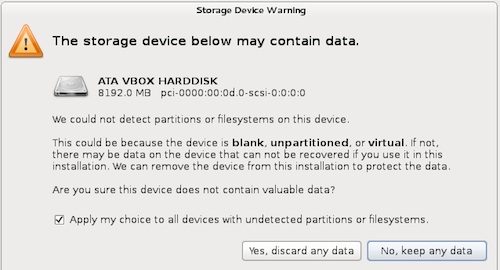 Storage Device Warning
The storage device below may contain data.
ATA VBOX HARDDISK
8192.0 MB pci-0000:00:0d.0-scsi-0:0:0:0
We could not detect partitions or filesystems on this device.
This could be because the device is blank, unpartitioned, or virtual. If not,
there may be data on the device that can not be recovered if you use it in this
installation. We can remove the device from this installation to protect the data.
Are you sure this device does not contain valuable data?
Apply my choice to all devices with undetected partitions or filesystems.
Yes, discard any data No, keep any data